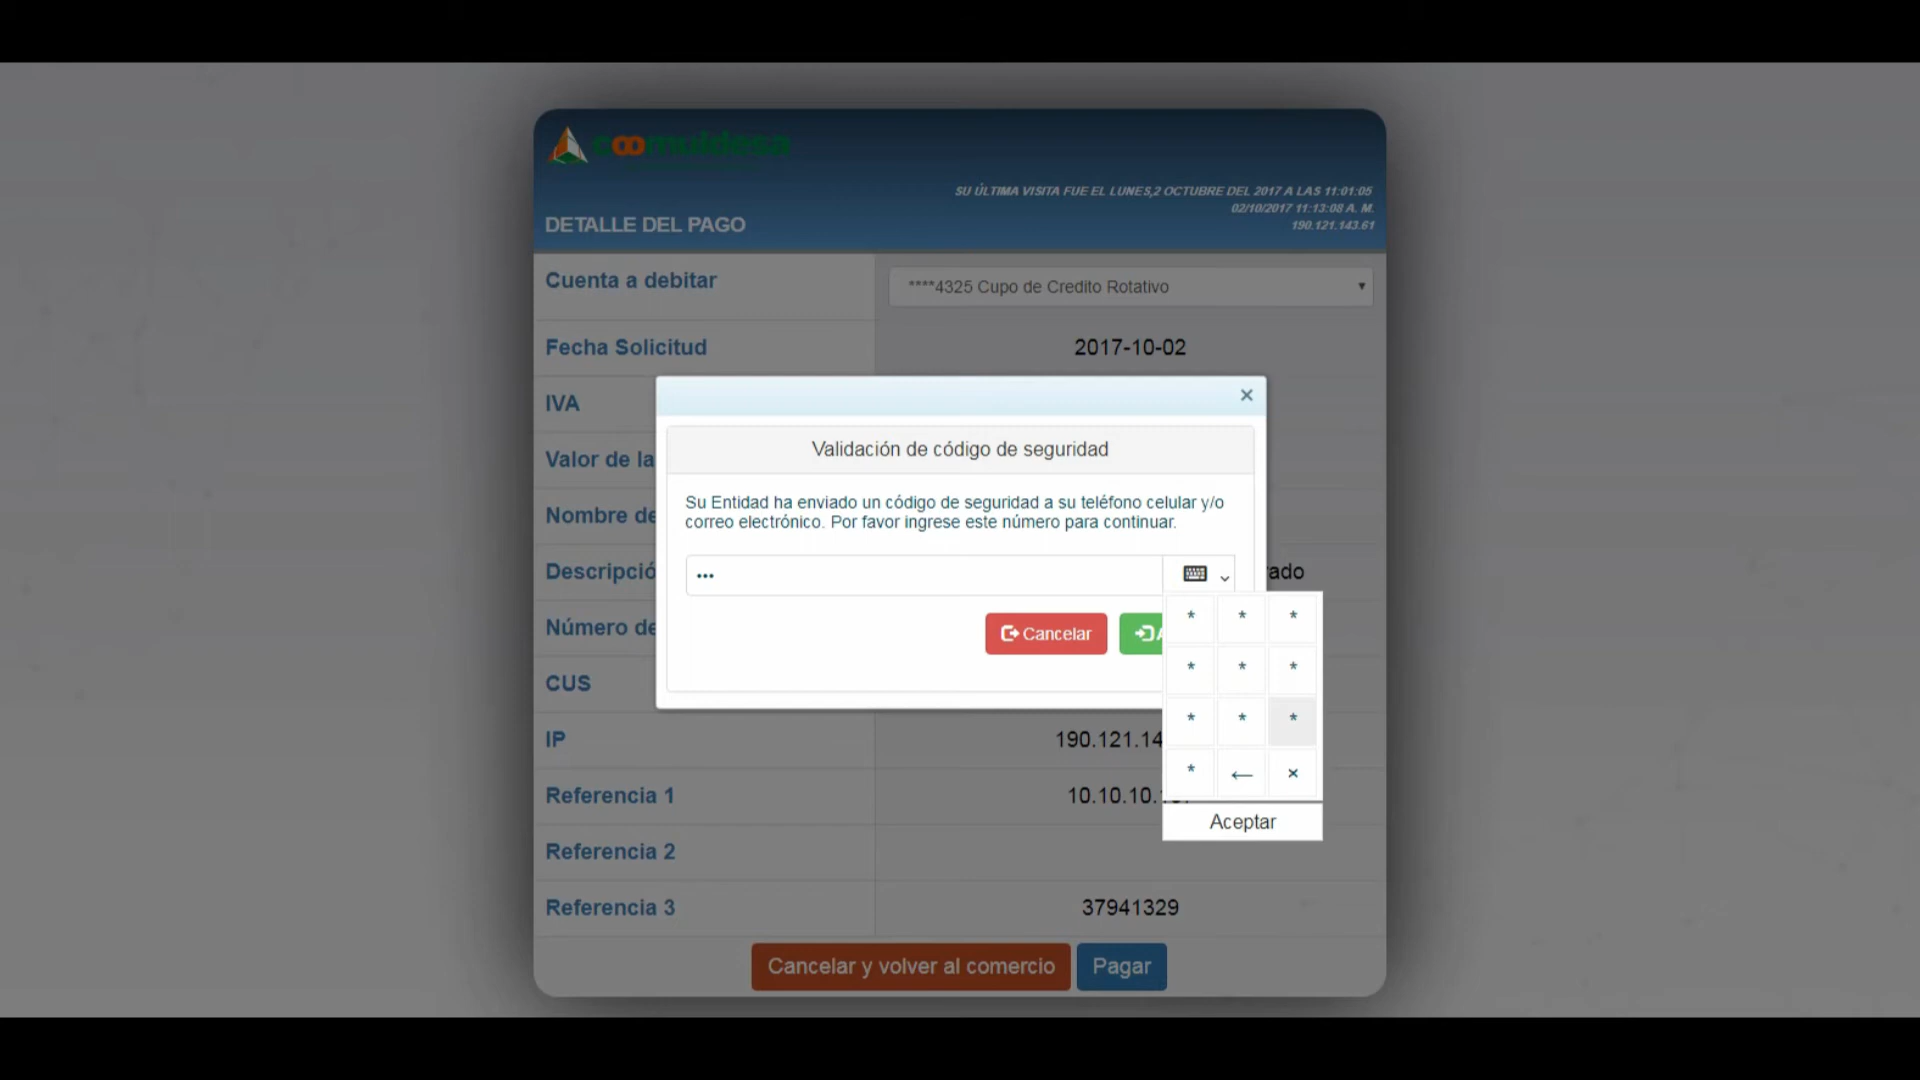 coomuldesa
SU ÚLTIMA VISITA FUE EL LUNES,2 OCTUBRE DEL 2017 A LAS 11:01:05
02/10/2017 11:13:08 A. M.
190.121.143.61
DETALLE DEL PAGO
Cuenta a debitar
****4325 Cupo de Credito Rotativo
Fecha Solicitud
2017-10-02
IVA
Valor de la
Nombre de
Descripció
Número de
CUS
IP
190.121.14
Referencia 1
10.10.10.
Referencia 2
Referencia 3
37941329
Cancelar y volver al comercio
Pagar
×
Validación de código de seguridad
Su Entidad ha enviado un código de seguridad a su teléfono celular y/o
correo electrónico. Por favor ingrese este número para continuar.
•••
Cancelar
A
rado
* * *
* * *
* * *
* ← ×
Aceptar